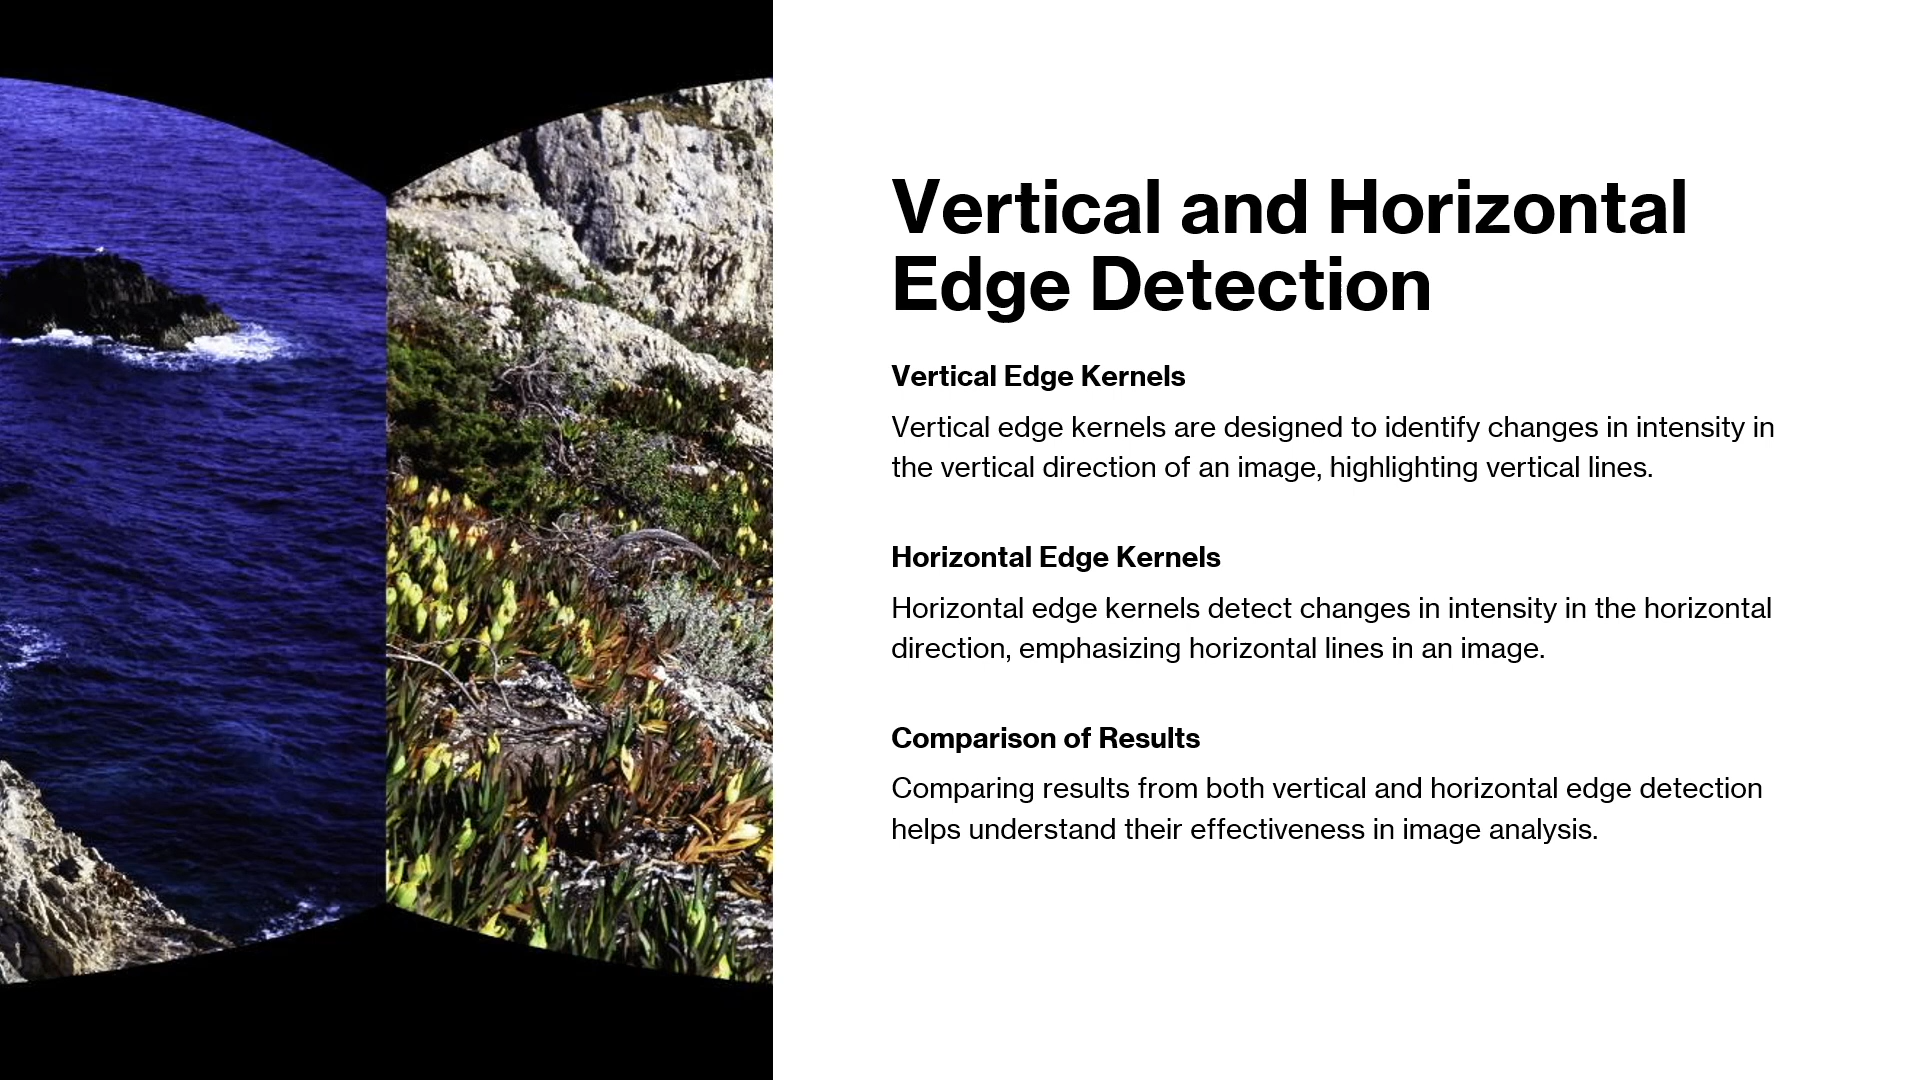 Vertical and Horizontal
Edge Detection
Vertical Edge Kernels
Vertical edge kernels are designed to identify changes in intensity in
the vertical direction of an image, highlighting vertical lines.
Horizontal Edge Kernels
Horizontal edge kernels detect changes in intensity in the horizontal
direction, emphasizing horizontal lines in an image.
Comparison of Results
Comparing results from both vertical and horizontal edge detection
helps understand their effectiveness in image analysis.